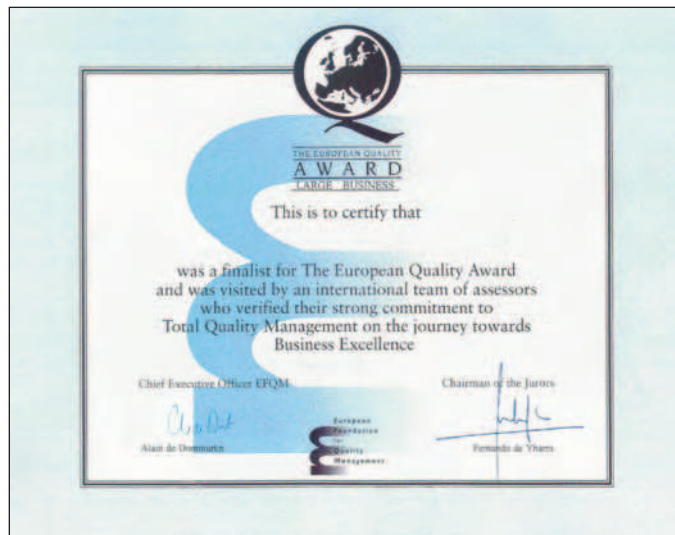 THE EUROPEAN QUALITY
AWARD
LARGE BUSINESS
This is to certify that
was a finalist for The European Quality Award
and was visited by an international team of assessors
who verified their strong commitment to
Total Quality Management on the journey towards
Business Excellence
Chief Executive Officer EFQM
Chairman of the Jurors
Alain de
Fernando de
European
Foundation
for
Quality
Management